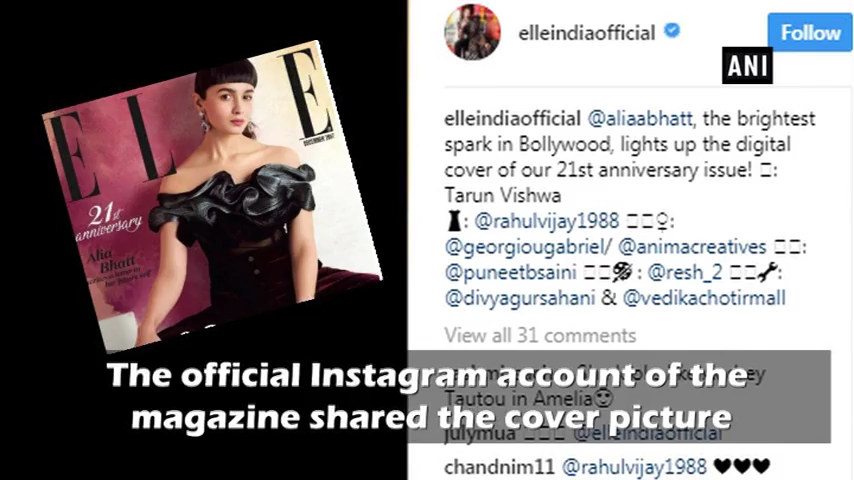 ELLE
DECEMBER 2017
21st
anniversary
Alia
Bhatt
elleindiaofficial
Follow
ANI
elleindiaofficial @aliaabhatt, the brightest
spark in Bollywood, lights up the digital
cover of our 21st anniversary issue! :
Tarun Vishwa
: @rahulvijay1988 :
@georgiougabriel/ @animacreatives :
@puneetbsaini : @resh_2 :
@divyagursahani & @vedikachotirmall
View all 31 comments
The official Instagram account of the
magazine shared the cover picture
Tautou in Amelia
julymua @elleindiaofficial
chandnim11 @rahulvijay1988 ♥♥♥